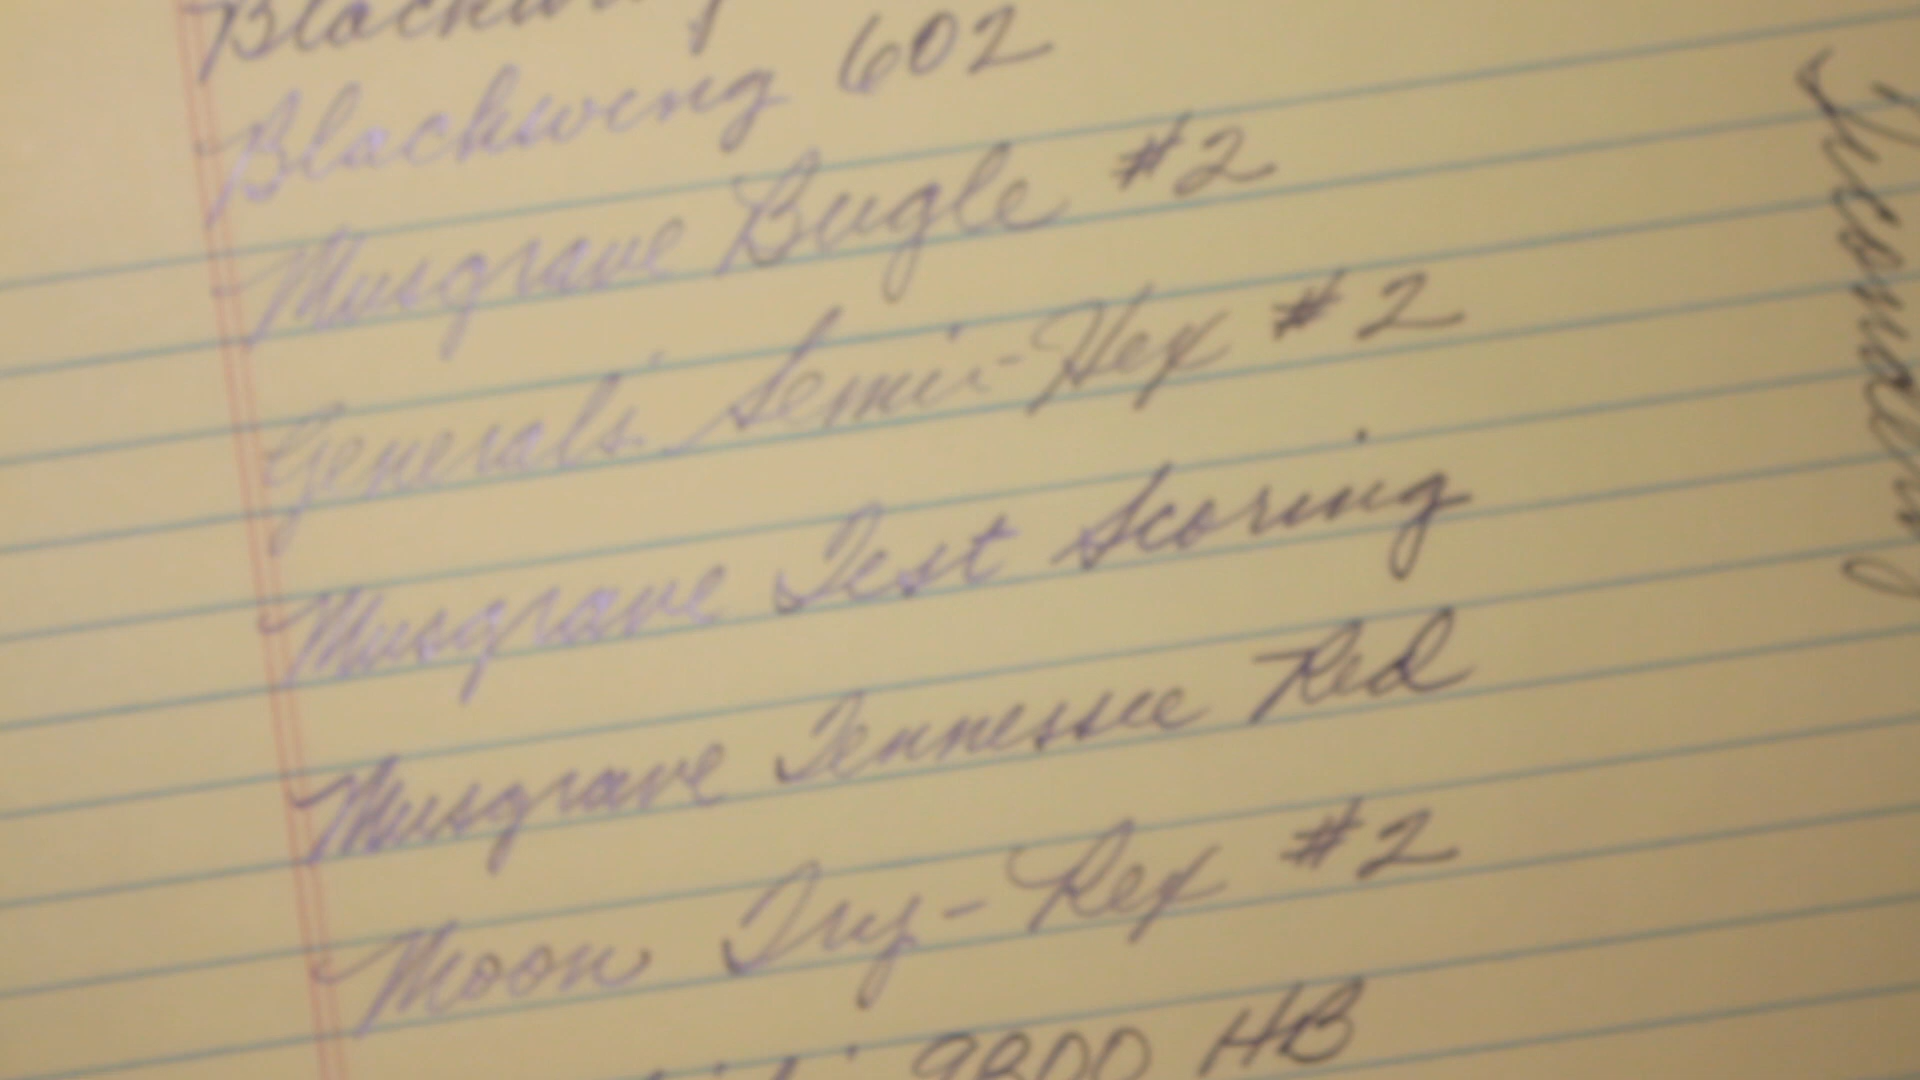 Blackwing 602
Musgrave Bugle #2
General's Semi-Hex #2
Musgrave Test Scoring
Musgrave Tennessee Red
Moon Try-Rex #2
9800 HB